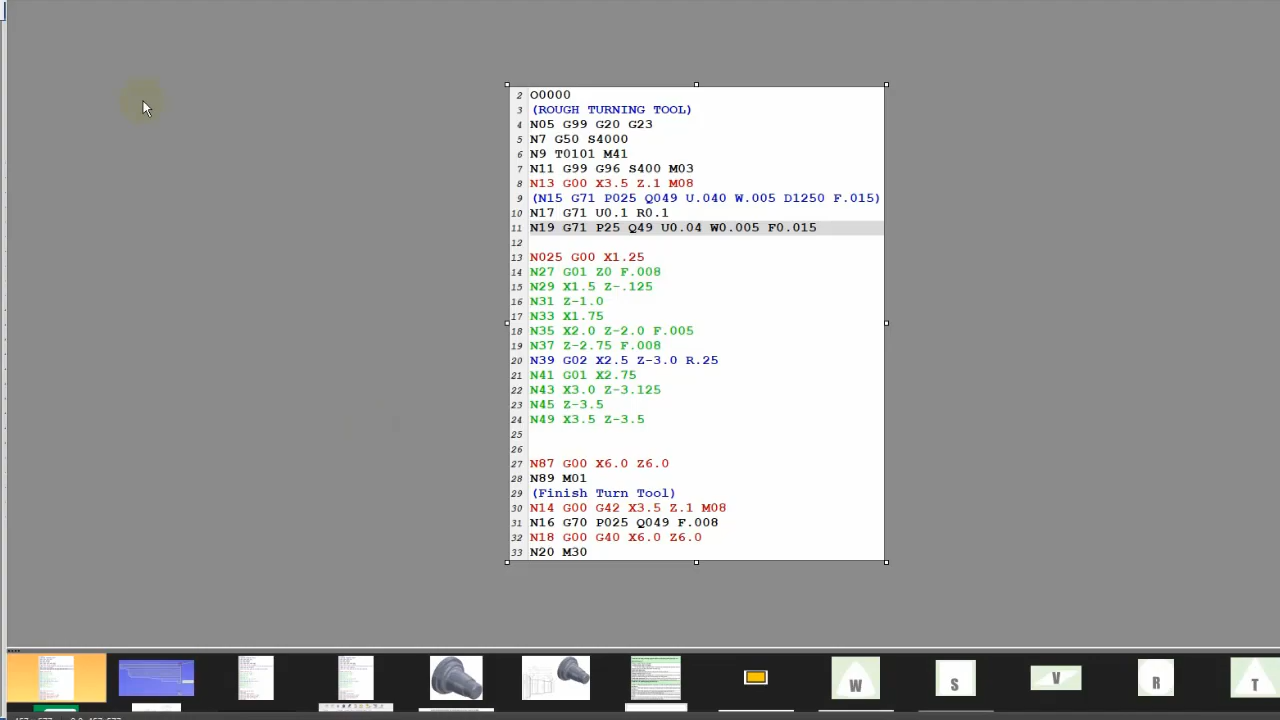 2 O0000
3 (ROUGH TURNING TOOL)
4 N05 G99 G20 G23
5 N7 G50 S4000
6 N9 T0101 M41
7 N11 G99 G96 S400 M03
8 N13 G00 X3.5 Z.1 M08
9 (N15 G71 P025 Q049 U.040 W.005 D1250 F.015)
10 N17 G71 U0.1 R0.1
11 N19 G71 P25 Q49 U0.04 W0.005 F0.015
12
13 N025 G00 X1.25
14 N27 G01 Z0 F.008
15 N29 X1.5 Z-.125
16 N31 Z-1.0
17 N33 X1.75
18 N35 X2.0 Z-2.0 F.005
19 N37 Z-2.75 F.008
20 N39 G02 X2.5 Z-3.0 R.25
21 N41 G01 X2.75
22 N43 X3.0 Z-3.125
23 N45 Z-3.5
24 N49 X3.5 Z-3.5
25
26
27 N87 G00 X6.0 Z6.0
28 N89 M01
29 (Finish Turn Tool)
30 N14 G00 G42 X3.5 Z.1 M08
31 N16 G70 P025 Q049 F.008
32 N18 G00 G40 X6.0 Z6.0
33 N20 M30
W S V R T